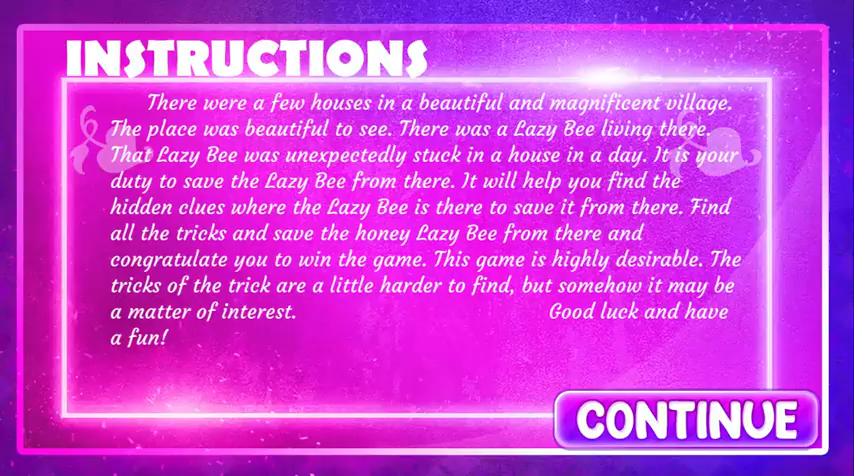 INSTRUCTIONS
There were a few houses in a beautiful and magnificent village.
The place was beautiful to see. There was a Lazy Bee living there.
That Lazy Bee was unexpectedly stuck in a house in a day. It is your
duty to save the Lazy Bee from there. It will help you find the
hidden clues where the Lazy Bee is there to save it from there. Find
all the tricks and save the honey Lazy Bee from there and
congratulate you to win the game. This game is highly desirable. The
tricks of the trick are a little harder to find, but somehow it may be
a matter of interest. Good luck and have
a fun!
CONTINUE